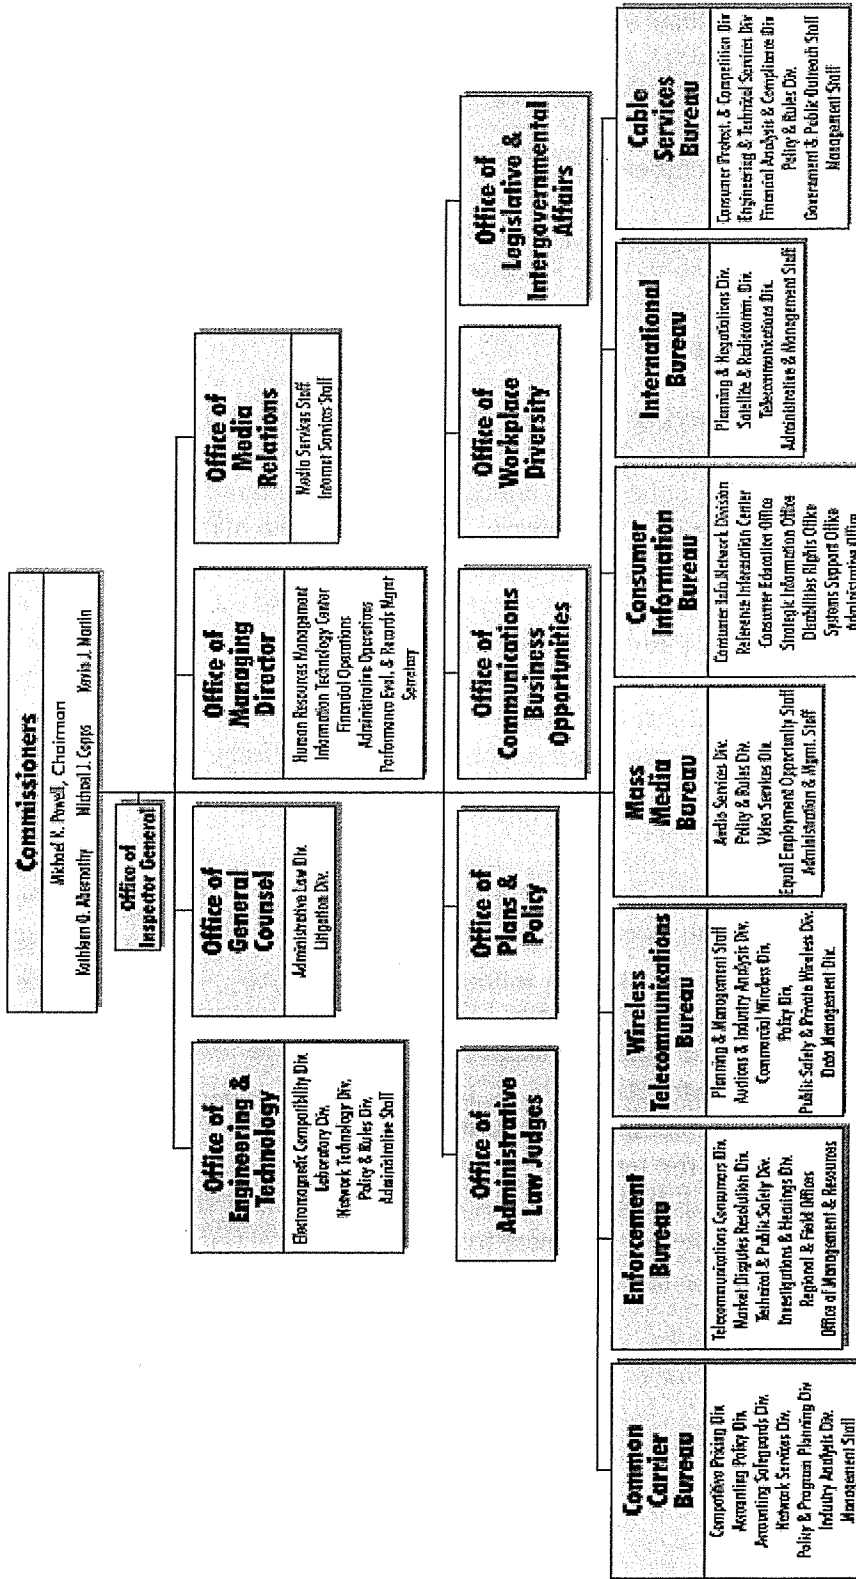 Commissioners
Michael K. Powell, Chairman
Kathleen Q. Abernathy Michael J. Copps Kevin J. Martin
Office of
Inspector General
Office of
Engineering &
Technology
Electromagnetic Compatibility Div.
Laboratory Div.
Network Technology Div.
Policy & Rules Div.
Administrative Staff
Office of
General
Counsel
Administrative Law Div.
Litigation Div.
Office of
Managing
Director
Human Resources Management
Information Technology Center
Financial Operations
Administrative Operations
Performance Eval. & Records Mgmt
Secretary
Office of
Media
Relations
Media Services Staff
Internet Services Staff
Office of
Administrative
Law Judges
Office of
Plans &
Policy
Office of
Communications
Business
Opportunities
Office of
Workplace
Diversity
Office of
Legislative &
Intergovernmental
Affairs
Common
Carrier
Bureau
Competitive Pricing Div.
Accounting Policy Div.
Accounting Safeguards Div.
Network Services Div.
Policy & Program Planning Div
Industry Analysis Div.
Management Staff
Enforcement
Bureau
Telecommunications Consumers Div.
Market Disputes Resolution Div.
Technical & Public Safety Div.
Investigations & Hearings Div.
Regional & Field Offices
Office of Management & Resources
Wireless
Telecommunications
Bureau
Planning & Management Staff
Auctions & Industry Analysis Div.
Commercial Wireless Div.
Policy Div.
Public Safety & Private Wireless Div.
Data Management Div.
Mass
Media
Bureau
Audio Services Div.
Policy & Rules Div.
Video Services Div.
Equal Employment Opportunity Staff
Administration & Mgmt. Staff
Consumer
Information
Bureau
Consumer Info.Network Division
Reference Information Center
Consumer Education Office
Strategic Information Office
Disabilities Rights Office
Systems Support Office
Administrative Office
International
Bureau
Planning & Negotiations Div.
Satellite & Radiocomm. Div.
Telecommunications Div.
Administrative & Management Staff
Cable
Services
Bureau
Consumer Protect. & Competition Div
Engineering & Technical Services Div
Financial Analysis & Compliance Div
Policy & Rules Div.
Government & Public Outreach Staff
Management Staff